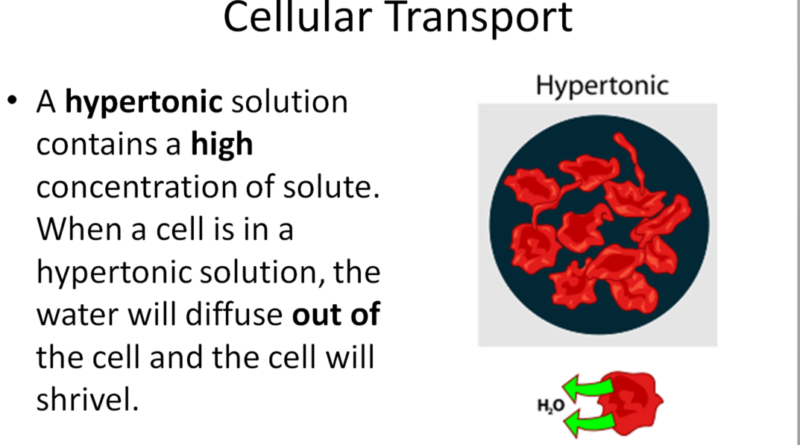 Cellular Transport
• A hypertonic solution
contains a high
concentration of solute.
When a cell is in a
hypertonic solution, the
water will diffuse out of
the cell and the cell will
shrivel.
Hypertonic
H₂O